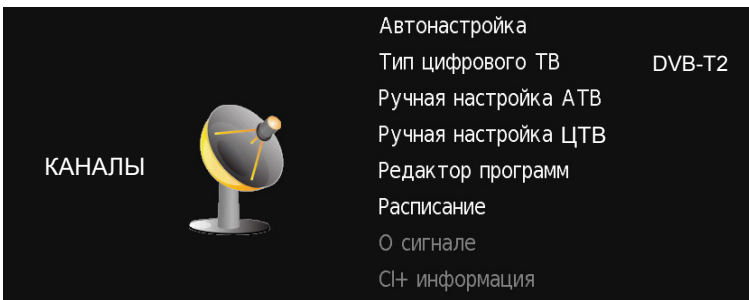 Автонастройка
Тип цифрового ТВ DVB-T2
Ручная настройка АТВ
Ручная настройка ЦТВ
КАНАЛЫ
Редактор программ
Расписание
О сигнале
CI+ информация